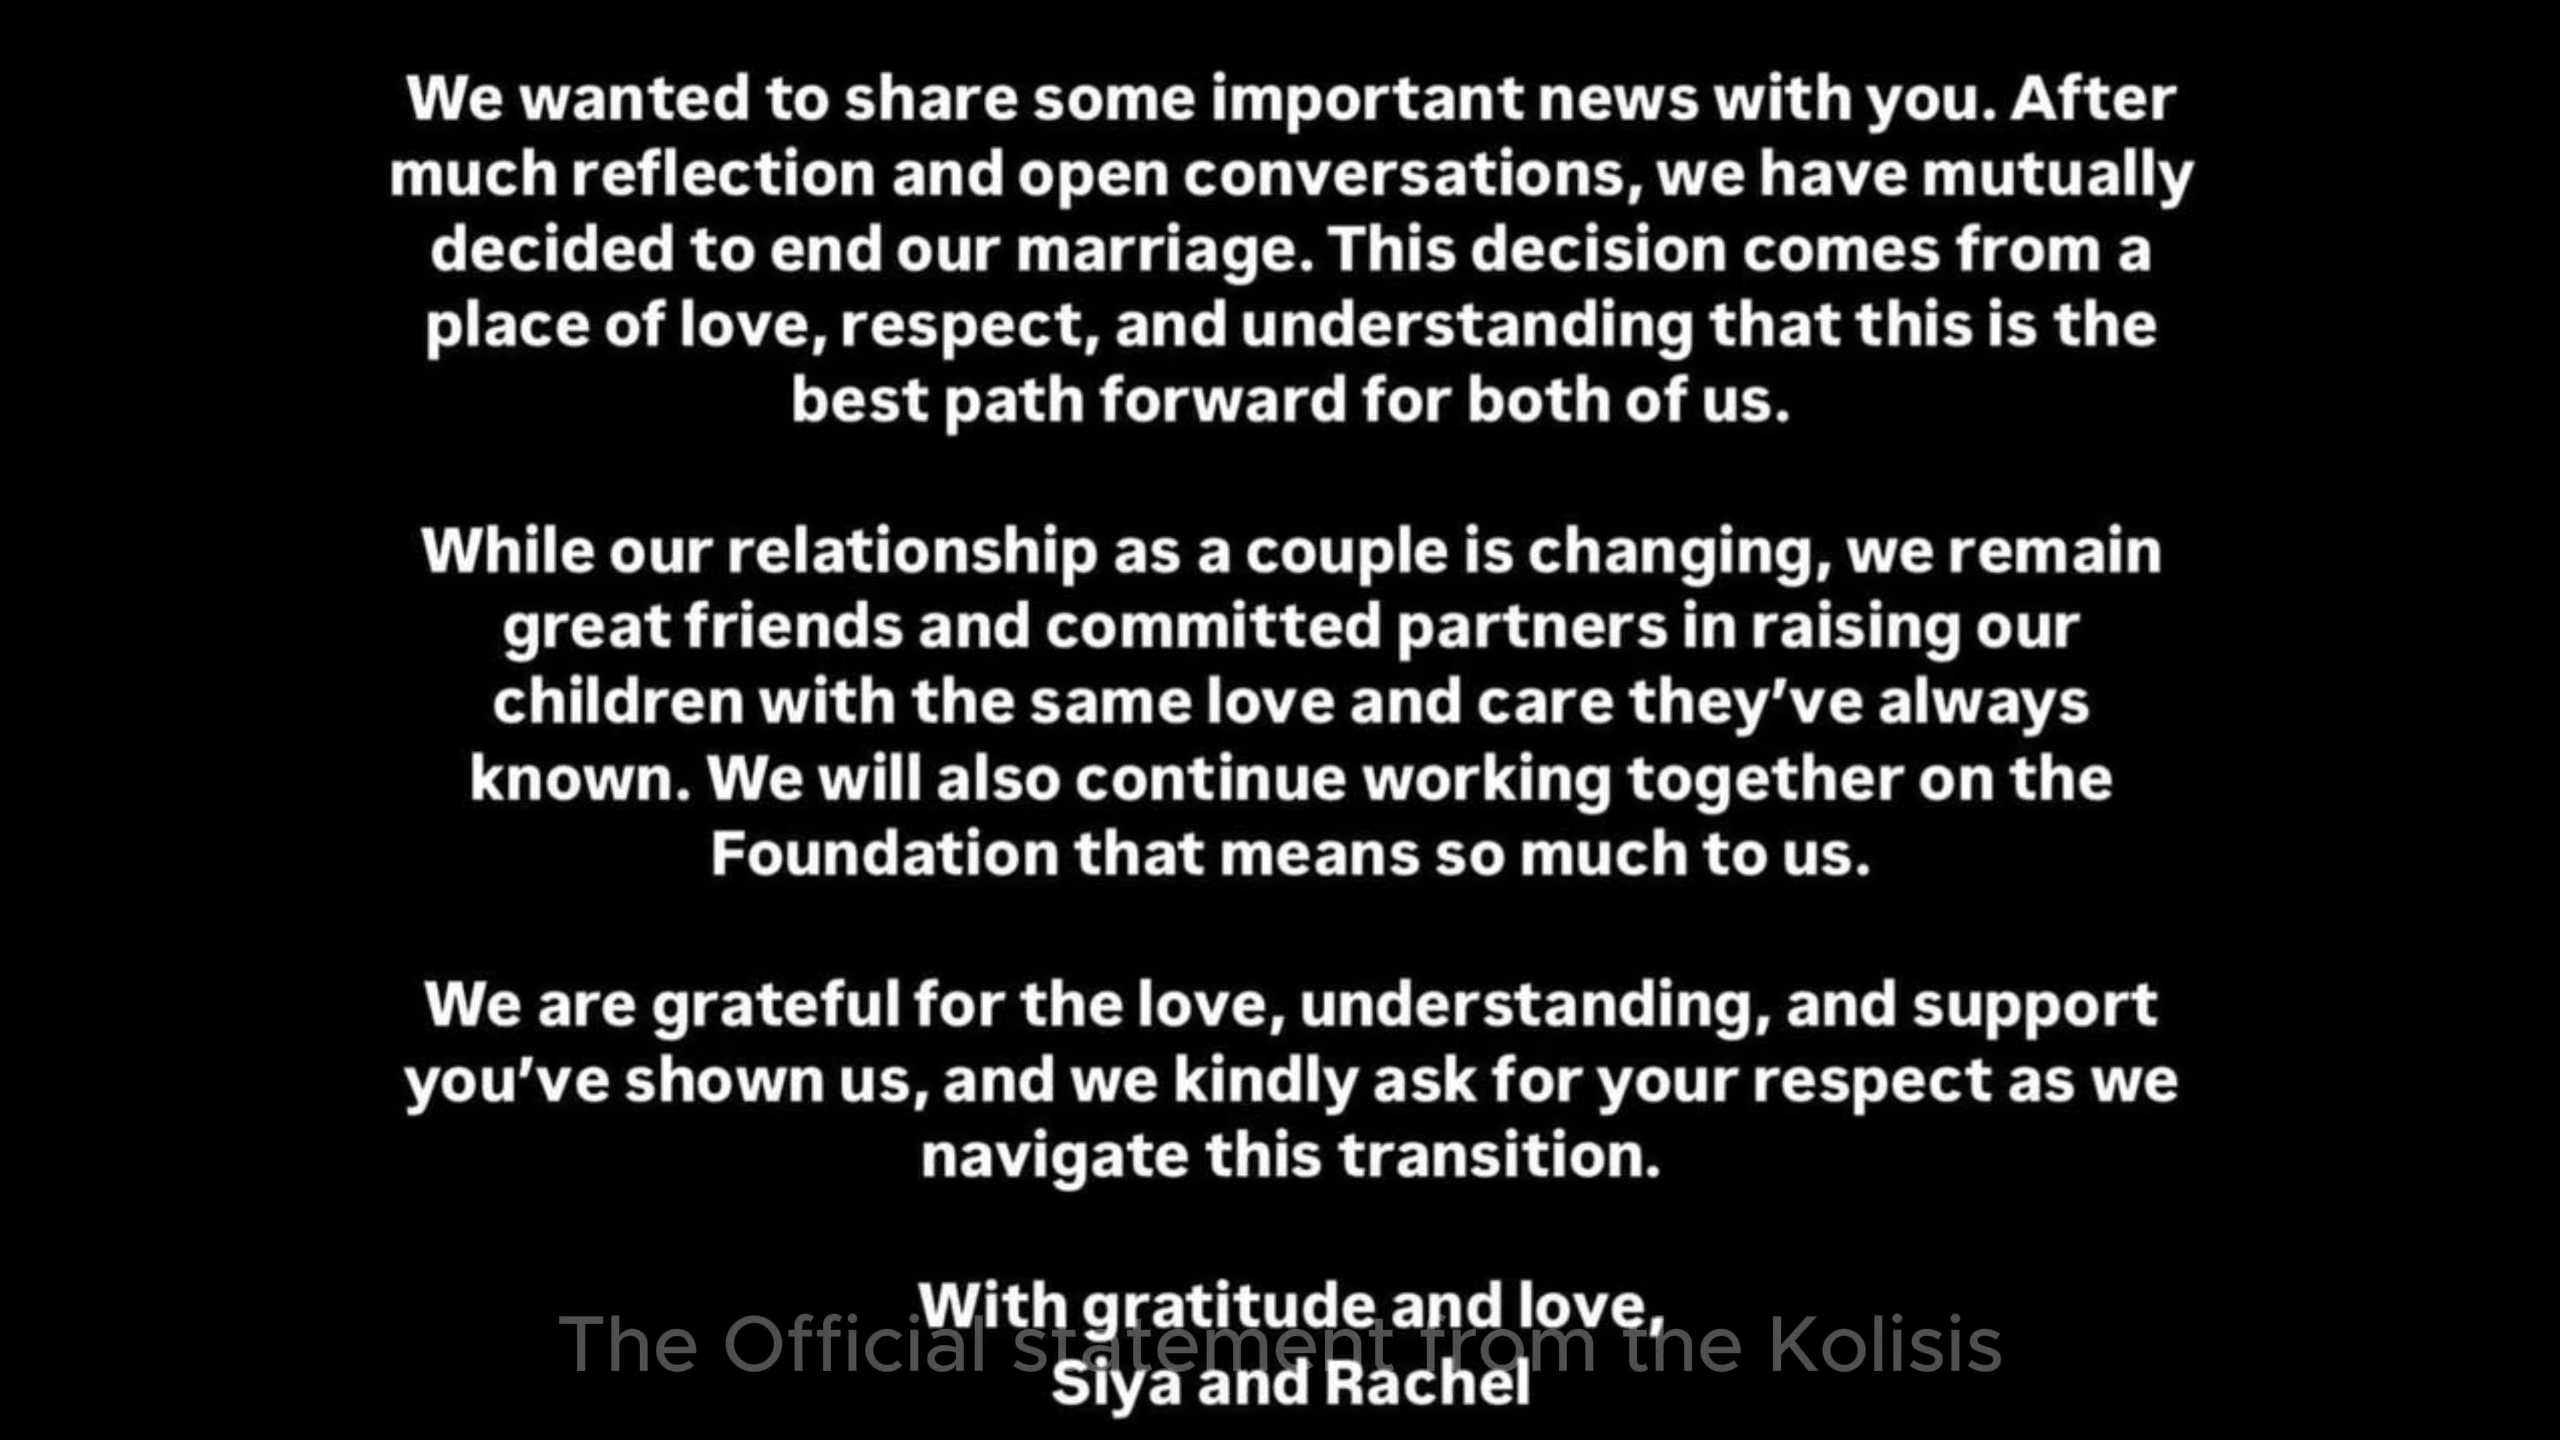 We wanted to share some important news with you. After
much reflection and open conversations, we have mutually
decided to end our marriage. This decision comes from a
place of love, respect, and understanding that this is the
best path forward for both of us.
While our relationship as a couple is changing, we remain
great friends and committed partners in raising our
children with the same love and care they’ve always
known. We will also continue working together on the
Foundation that means so much to us.
We are grateful for the love, understanding, and support
you’ve shown us, and we kindly ask for your respect as we
navigate this transition.
With gratitude and love,
The Official statement from the Kolisis
Siya and Rachel